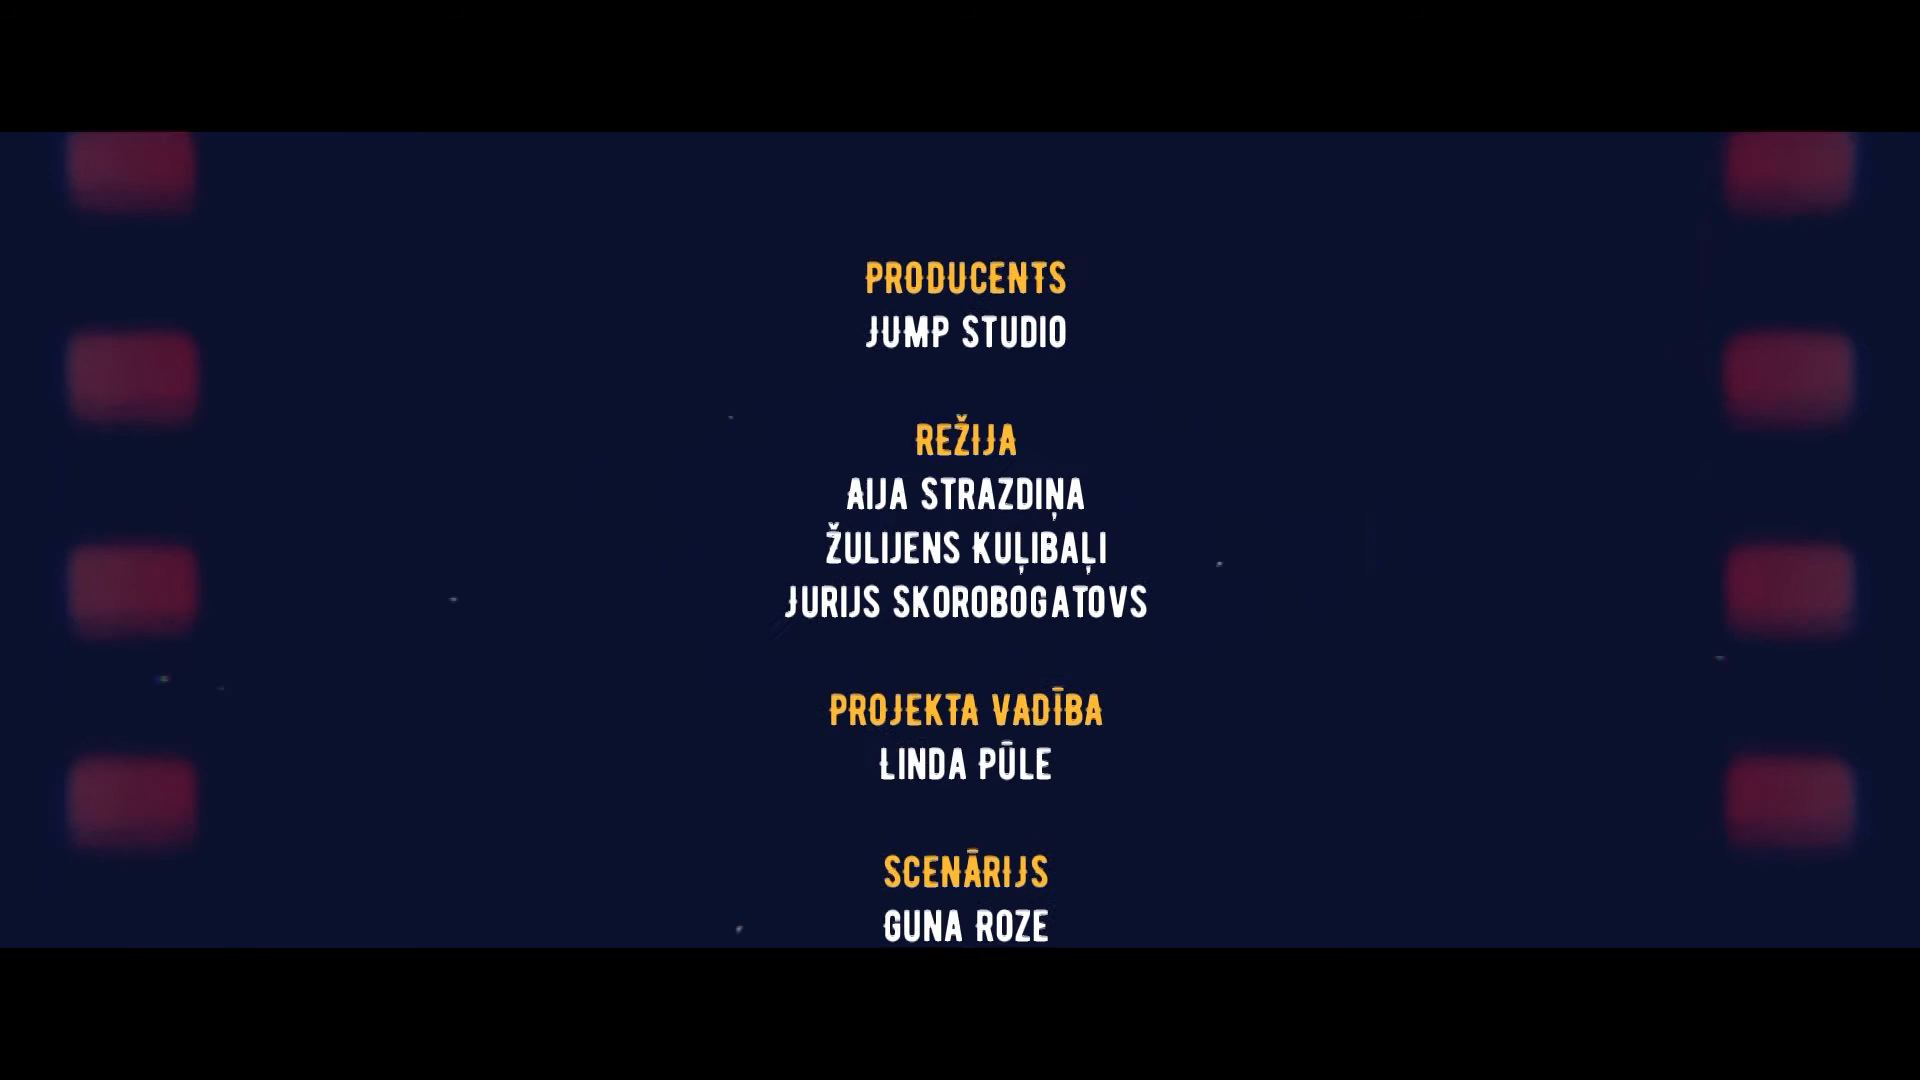 PRODUCENTS
JUMP STUDIO
REŽIJA
AIJA STRAZDIŅA
ŽULIJENS KUĻIBAĻI
JURIJS SKOROBOGATOVS
PROJEKTA VADĪBA
LINDA PŪLE
SCENĀRIJS
GUNA ROZE